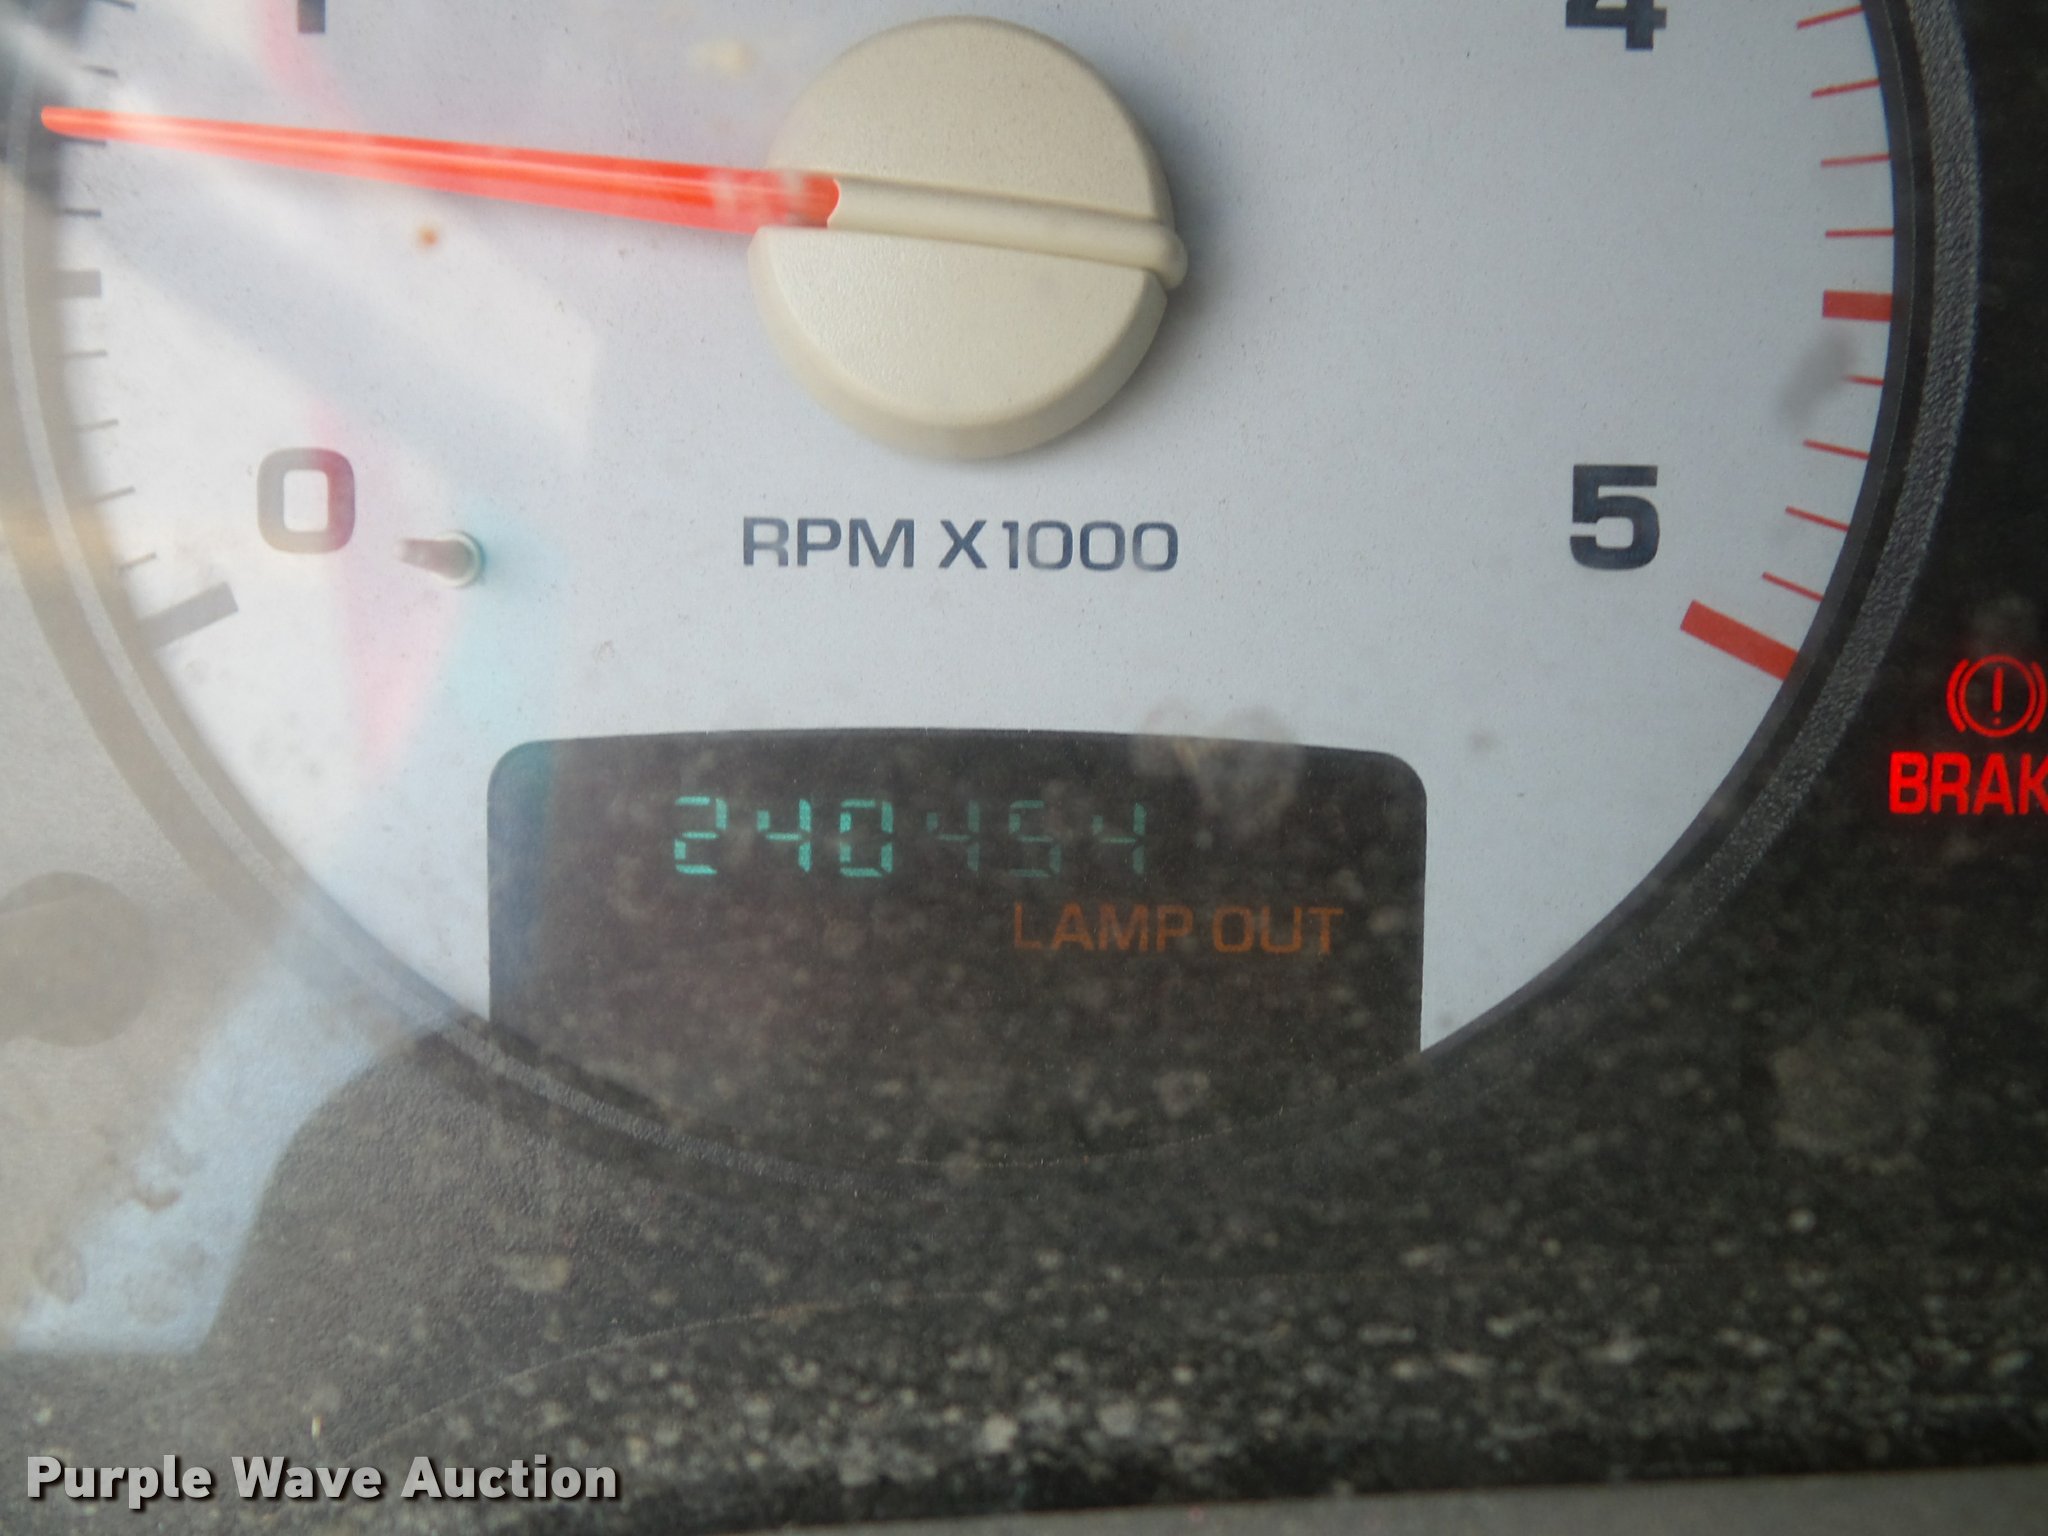 4
0
RPM X1000
5
240454
LAMP OUT
BRAK
Purple Wave Auction